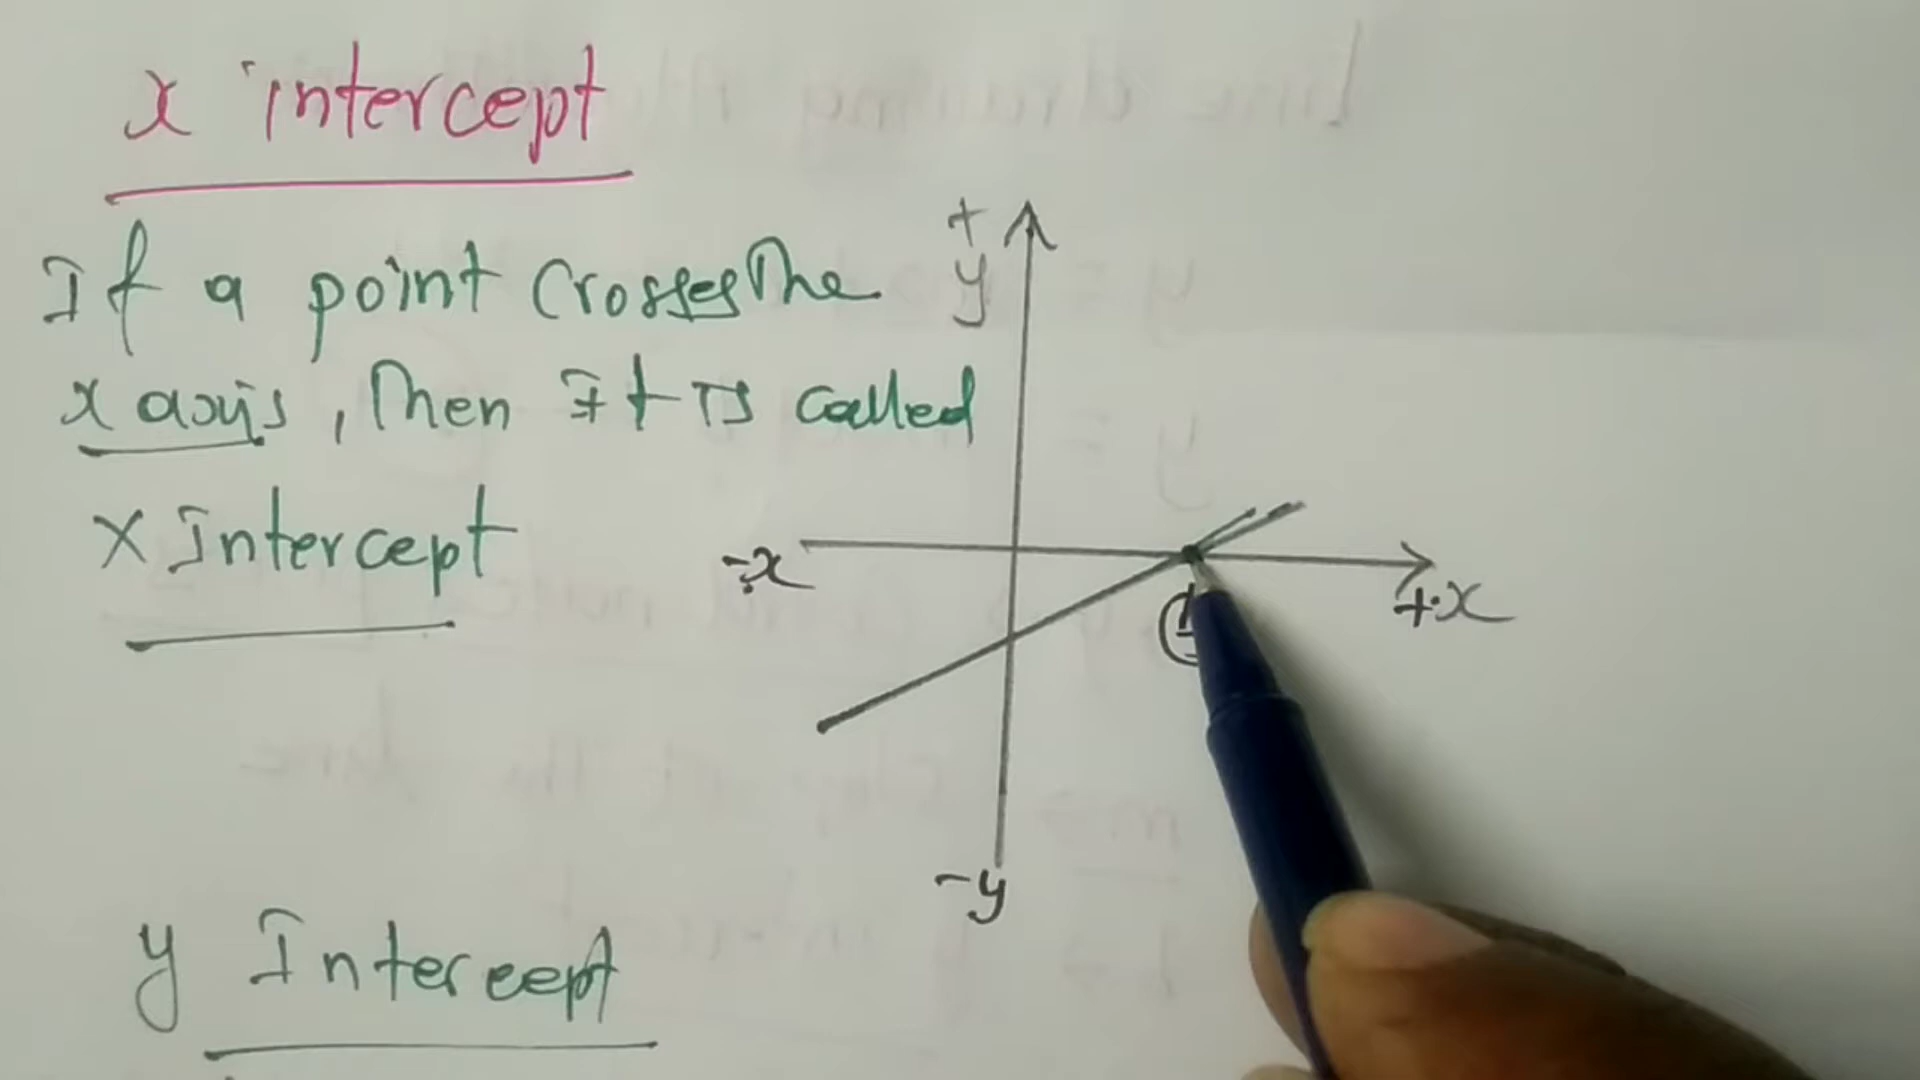 x intercept
If a point crosses the
x axis, then It is called
X Intercept
y Intercept
+
y
-x
+x
-y